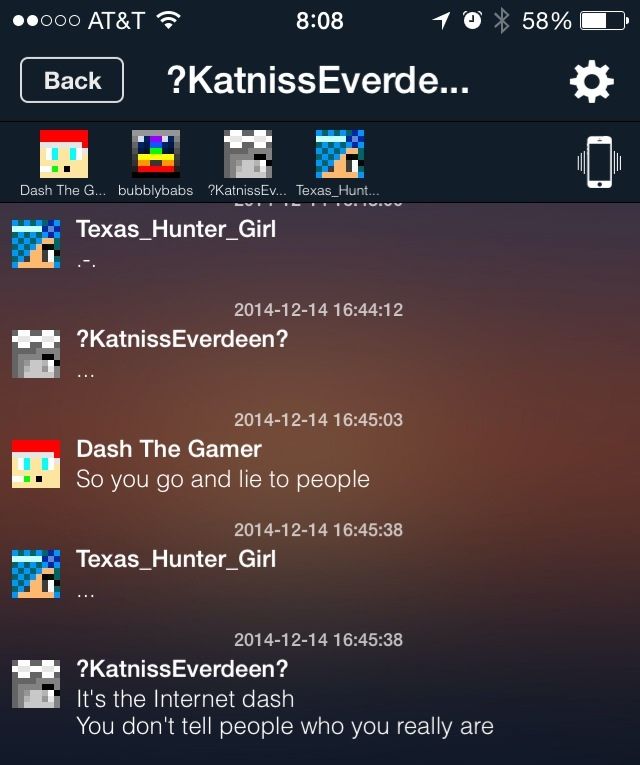 AT&T 8:08 58%
Back ?KatnissEverde...
Dash The G... bubblybabs ?KatnissEv... Texas_Hunt...
Texas_Hunter_Girl
.-.
2014-12-14 16:44:12
?KatnissEverdeen?
...
2014-12-14 16:45:03
Dash The Gamer
So you go and lie to people
2014-12-14 16:45:38
Texas_Hunter_Girl
...
2014-12-14 16:45:38
?KatnissEverdeen?
It's the Internet dash
You don't tell people who you really are